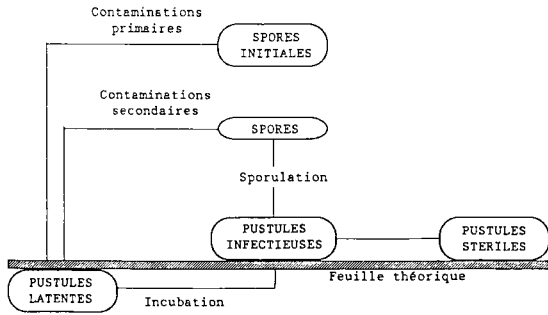 Contaminations
primaires
SPORES
INITIALES
Contaminations
secondaires
SPORES
Sporulation
PUSTULES
INFECTIEUSES
PUSTULES
STERILES
Feuille théorique
PUSTULES
LATENTES
Incubation